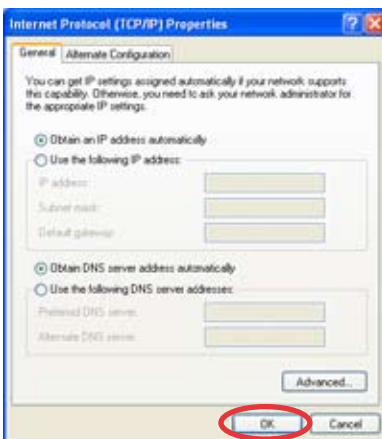 Internet Protocol (TCP/IP) Properties
General
Alternate Configuration
You can get IP settings assigned automatically if your network supports
this capability. Otherwise, you need to ask your network administrator for
the appropriate IP settings.
Obtain an IP address automatically
Use the following IP address:
IP address:
Subnet mask:
Default gateway:
Obtain DNS server address automatically
Use the following DNS server addresses:
Preferred DNS server:
Alternate DNS server:
Advanced...
OK
Cancel